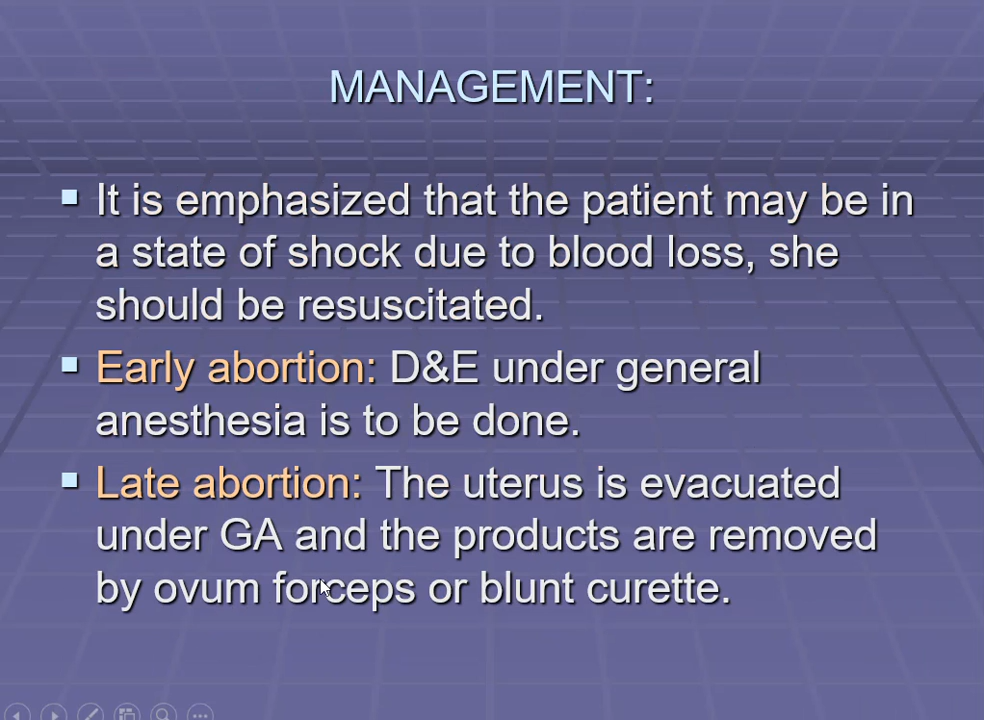 MANAGEMENT:
It is emphasized that the patient may be in
a state of shock due to blood loss, she
should be resuscitated.
Early abortion: D&E under general
anesthesia is to be done.
Late abortion: The uterus is evacuated
under GA and the products are removed
by ovum forceps or blunt curette.